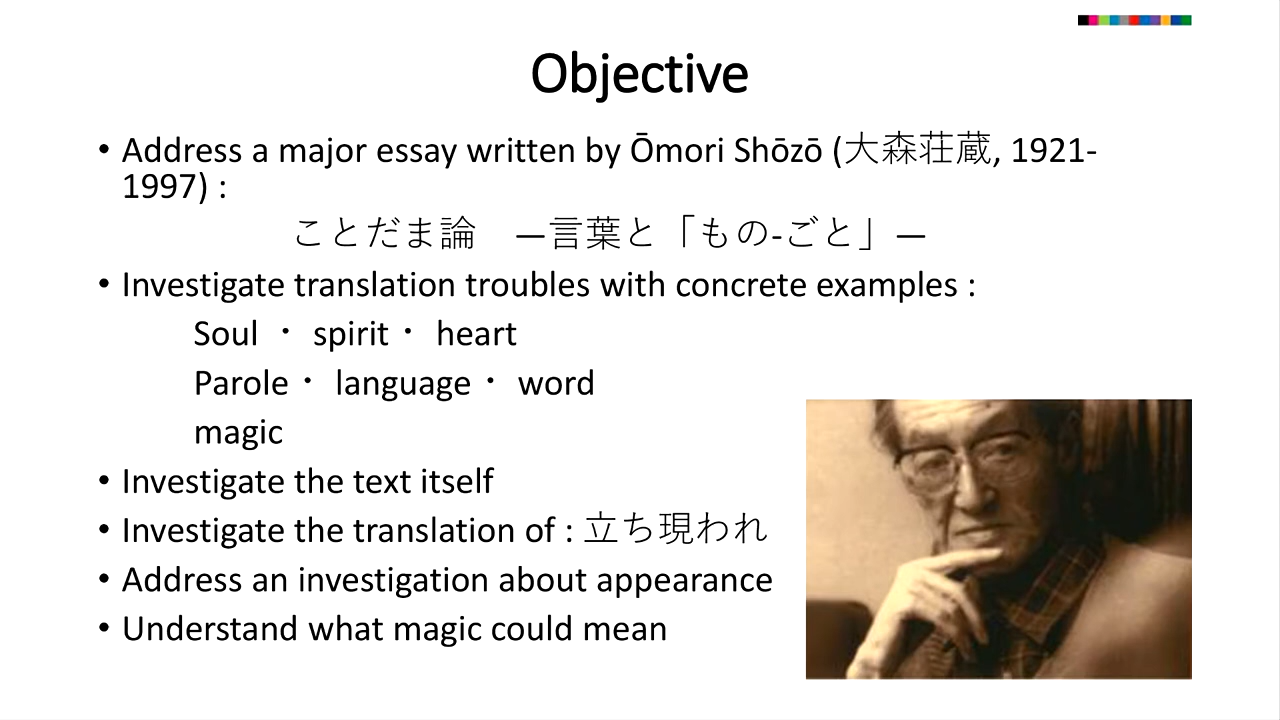 Objective
• Address a major essay written by Ōmori Shōzō (大森荘蔵, 1921-
1997) :
ことだま論　―言葉と「もの-ごと」―
• Investigate translation troubles with concrete examples :
Soul ・ spirit・ heart
Parole・ language・ word
magic
• Investigate the text itself
• Investigate the translation of : 立ち現われ
• Address an investigation about appearance
• Understand what magic could mean